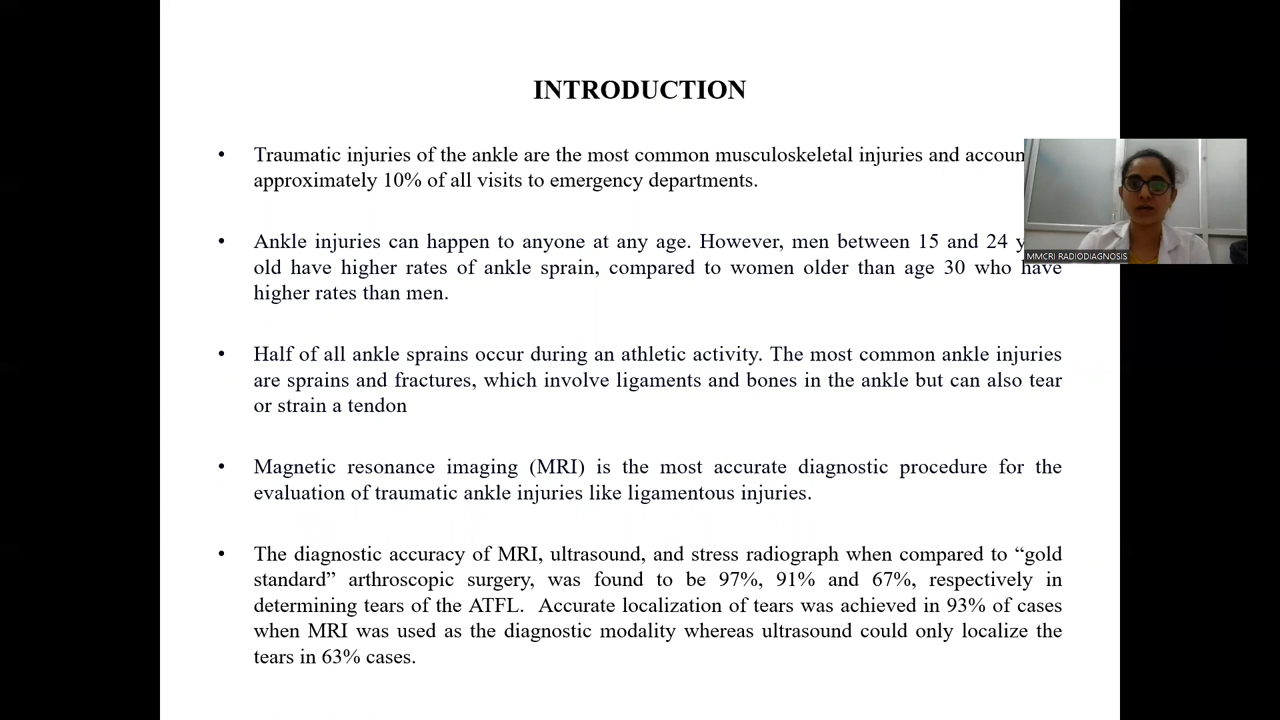 INTRODUCTION
• Traumatic injuries of the ankle are the most common musculoskeletal injuries and
approximately 10% of all visits to emergency departments.
• Ankle injuries can happen to anyone at any age. However, men between 15 and 24
old have higher rates of ankle sprain, compared to women older than age 30 who have
higher rates than men.
• Half of all ankle sprains occur during an athletic activity. The most common ankle injuries
are sprains and fractures, which involve ligaments and bones in the ankle but can also tear
or strain a tendon
• Magnetic resonance imaging (MRI) is the most accurate diagnostic procedure for the
evaluation of traumatic ankle injuries like ligamentous injuries.
• The diagnostic accuracy of MRI, ultrasound, and stress radiograph when compared to “gold
standard” arthroscopic surgery, was found to be 97%, 91% and 67%, respectively in
determining tears of the ATFL. Accurate localization of tears was achieved in 93% of cases
when MRI was used as the diagnostic modality whereas ultrasound could only localize the
tears in 63% cases.
MMCRI RADIODIAGNOSIS